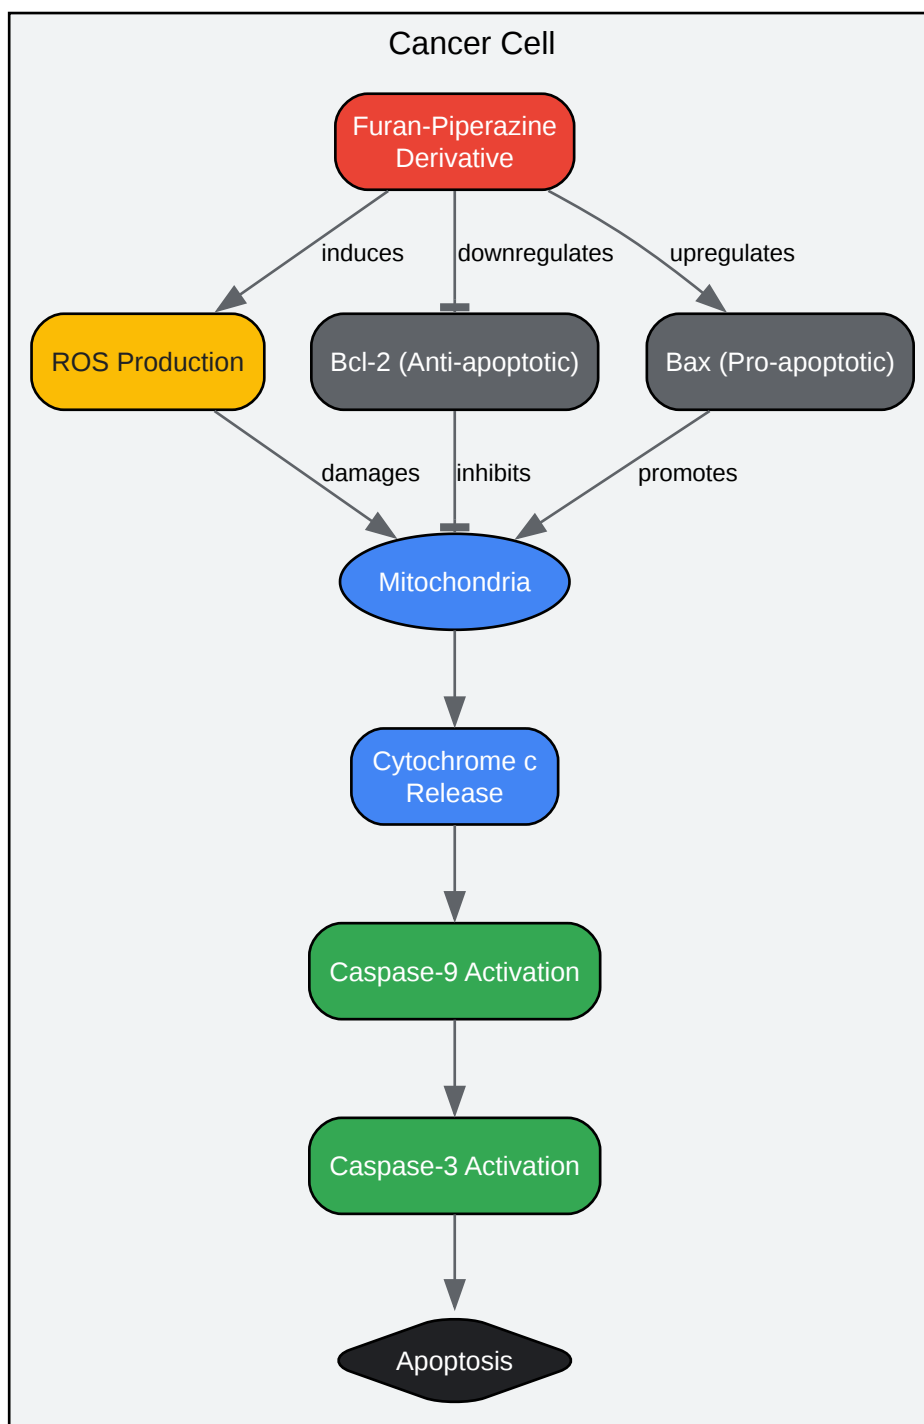 Cancer Cell
Furan-Piperazine
Derivative
induces
downregulates
upregulates
ROS Production
Bcl-2 (Anti-apoptotic)
Bax (Pro-apoptotic)
damages
inhibits
promotes
Mitochondria
Cytochrome c
Release
Caspase-9 Activation
Caspase-3 Activation
Apoptosis